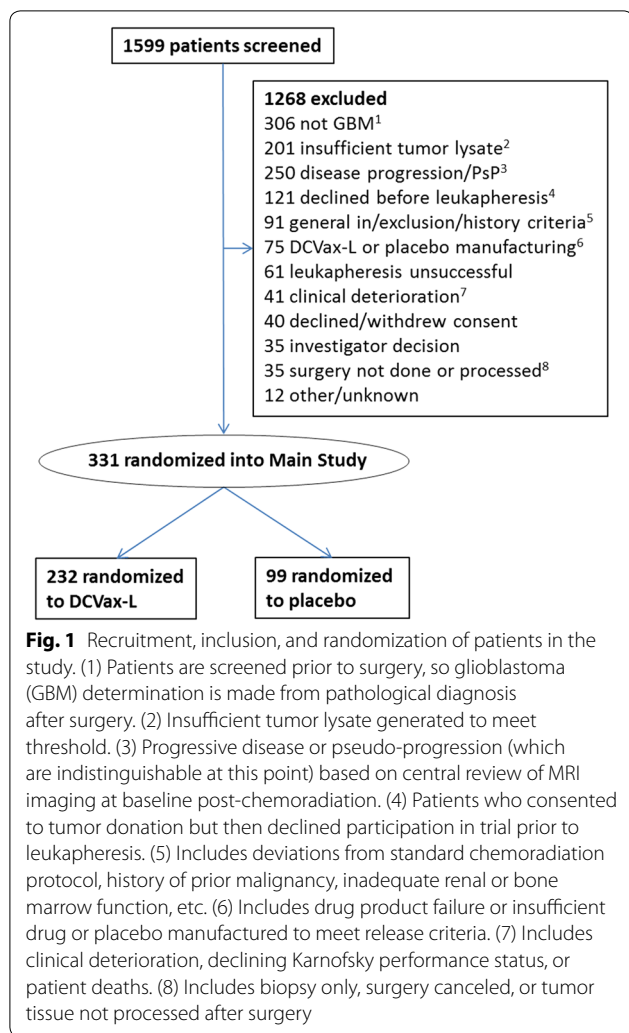 1599 patients screened
1268 excluded
306 not GBM¹
201 insufficient tumor lysate²
250 disease progression/PsP³
121 declined before leukapheresis⁴
91 general in/exclusion/history criteria⁵
75 DCVax-L or placebo manufacturing⁶
61 leukapheresis unsuccessful
41 clinical deterioration⁷
40 declined/withdrew consent
35 investigator decision
35 surgery not done or processed⁸
12 other/unknown
331 randomized into Main Study
232 randomized
to DCVax-L
99 randomized
to placebo
Fig. 1 Recruitment, inclusion, and randomization of patients in the
study. (1) Patients are screened prior to surgery, so glioblastoma
(GBM) determination is made from pathological diagnosis
after surgery. (2) Insufficient tumor lysate generated to meet
threshold. (3) Progressive disease or pseudo-progression (which
are indistinguishable at this point) based on central review of MRI
imaging at baseline post-chemoradiation. (4) Patients who consented
to tumor donation but then declined participation in trial prior to
leukapheresis. (5) Includes deviations from standard chemoradiation
protocol, history of prior malignancy, inadequate renal or bone
marrow function, etc. (6) Includes drug product failure or insufficient
drug or placebo manufactured to meet release criteria. (7) Includes
clinical deterioration, declining Karnofsky performance status, or
patient deaths. (8) Includes biopsy only, surgery canceled, or tumor
tissue not processed after surgery